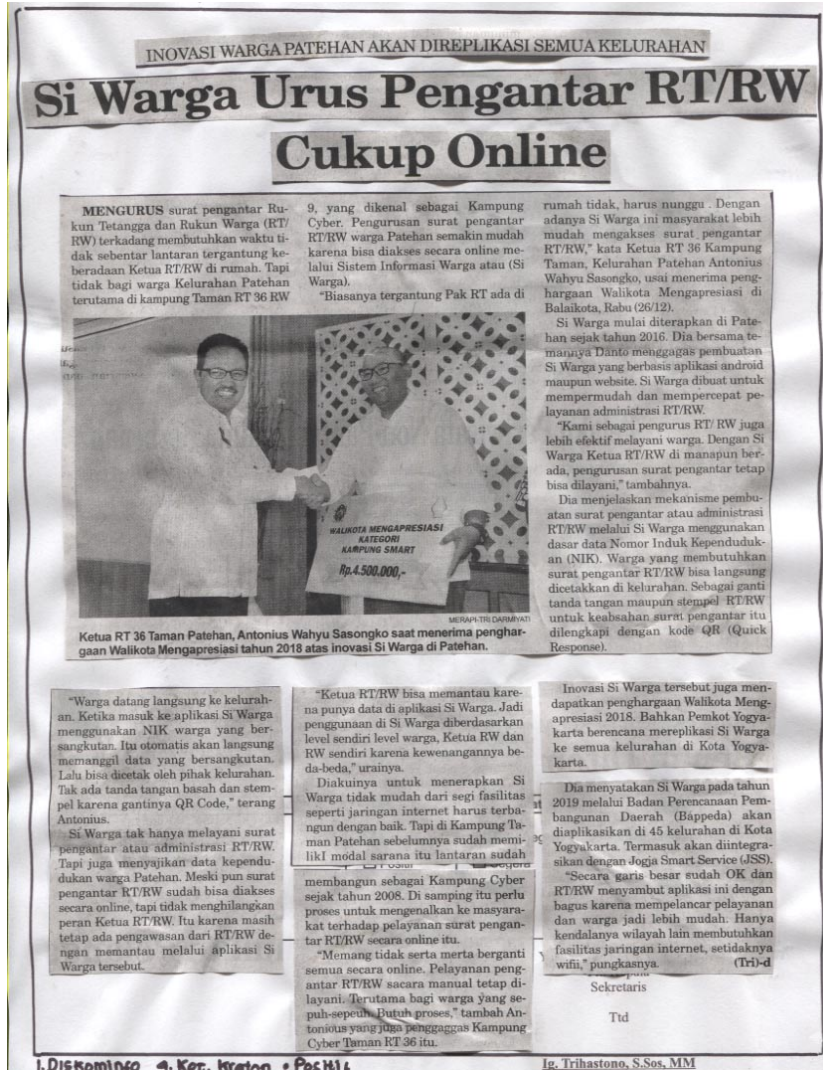 INOVASI WARGA PATEHAN AKAN DIREPLIKASI SEMUA KELURAHAN
Si Warga Urus Pengantar RT/RW
Cukup Online
MENGURUS surat pengantar Ru-
kun Tetangga dan Rukun Warga (RT/
RW) terkadang membutuhkan waktu ti-
dak sebentar lantaran tergantung ke-
beradaan Ketua RT/RW di rumah. Tapi
tidak bagi warga Kelurahan Patehan
terutama di kampung Taman RT 36 RW
9, yang dikenal sebagai Kampung
Cyber. Pengurusan surat pengantar
RT/RW warga Patehan semakin mudah
karena bisa diakses secara online me-
lalui Sistem Informasi Warga atau (Si
Warga).
"Biasanya tergantung Pak RT ada di
rumah tidak, harus nunggu . Dengan
adanya Si Warga ini masyarakat lebih
mudah mengakses surat pengantar
RT/RW," kata Ketua RT 36 Kampung
Taman, Kelurahan Patehan Antonius
Wahyu Sasongko, usai menerima peng-
hargaan Walikota Mengapresiasi di
Balaikota, Rabu (26/12).
Si Warga mulai diterapkan di Pate-
han sejak tahun 2016. Dia bersama te-
mannya Danto menggagas pembuatan
Si Warga yang berbasis aplikasi android
maupun website. Si Warga dibuat untuk
mempermudah dan mempercepat pe-
layanan administrasi RT/RW.
"Kami sebagai pengurus RT/ RW juga
lebih efektif melayani warga. Dengan Si
Warga Ketua RT/RW di manapun ber-
ada, pengurusan surat pengantar tetap
bisa dilayani," tambahnya.
Dia menjelaskan mekanisme pembu-
atan surat pengantar atau administrasi
RT/RW melalui Si Warga menggunakan
dasar data Nomor Induk Kependuduk-
an (NIK). Warga yang membutuhkan
surat pengantar RT/RW bisa langsung
dicetakkan di kelurahan. Sebagai ganti
tanda tangan maupun stempel RT/RW
untuk keabsahan surat pengantar itu
dilengkapi dengan kode QR (Quick
Response).
WALIKOTA MENGAPRESIASI
KATEGORI
KAMPUNG SMART
Rp.4.500.000,-
MERAPI-TRI DARMIYATI
Ketua RT 36 Taman Patehan, Antonius Wahyu Sasongko saat menerima penghar-
gaan Walikota Mengapresiasi tahun 2018 atas inovasi Si Warga di Patehan.
"Warga datang langsung ke kelurah-
an. Ketika masuk ke aplikasi Si Warga
menggunakan NIK warga yang ber-
sangkutan. Itu otomatis akan langsung
memanggil data yang bersangkutan.
Lalu bisa dicetak oleh pihak kelurahan.
Tak ada tanda tangan basah dan stem-
pel karena gantinya QR Code," terang
Antonius.
Si Warga tak hanya melayani surat
pengantar atau administrasi RT/RW.
Tapi juga menyajikan data kependu-
dukan warga Patehan. Meski pun surat
pengantar RT/RW sudah bisa diakses
secara online, tapi tidak menghilangkan
peran Ketua RT/RW. Itu karena masih
tetap ada pengawasan dari RT/RW de-
ngan memantau melalui aplikasi Si
Warga tersebut.
"Ketua RT/RW bisa memantau kare-
na punya data di aplikasi Si Warga. Jadi
penggunaan di Si Warga diberdasarkan
level sendiri level warga, Ketua RW dan
RW sendiri karena kewenangannya be-
da-beda," urainya.
Diakuinya untuk menerapkan Si
Warga tidak mudah dari segi fasilitas
seperti jaringan internet harus terba-
ngun dengan baik. Tapi di Kampung Ta-
man Patehan sebelumnya sudah memi-
likI modal sarana itu lantaran sudah
membangun sebagai Kampung Cyber
sejak tahun 2008. Di samping itu perlu
proses untuk mengenalkan ke masyara-
kat terhadap pelayanan surat pengan-
tar RT/RW secara online itu.
"Memang tidak serta merta berganti
semua secara online. Pelayanan peng-
antar RT/RW sacara manual tetap di-
layani. Terutama bagi warga yang se-
puh-sepeuh. Butuh proses," tambah An-
tonious yang juga penggaggas Kampung
Cyber Taman RT 36 itu.
Inovasi Si Warga tersebut juga men-
dapatkan penghargaan Walikota Meng-
apresiasi 2018. Bahkan Pemkot Yogya-
karta berencana mereplikasi Si Warga
ke semua kelurahan di Kota Yogya-
karta.
Dia menyatakan Si Warga pada tahun
2019 melalui Badan Perencanaan Pem-
bangunan Daerah (Bappeda) akan
diaplikasikan di 45 kelurahan di Kota
Yogyakarta. Termasuk akan diintegra-
sikan dengan Jogja Smart Service (JSS).
"Secara garis besar sudah OK dan
RT/RW menyambut aplikasi ini dengan
bagus karena mempelancar pelayanan
dan warga jadi lebih mudah. Hanya
kendalanya wilayah lain membutuhkan
fasilitas jaringan internet, setidaknya
wifii," pungkasnya. (Tri)-d
Sekretaris
Ttd
Ig. Trihastono, S.Sos, MM
1. Diskominfo 4. Kec. Kraton